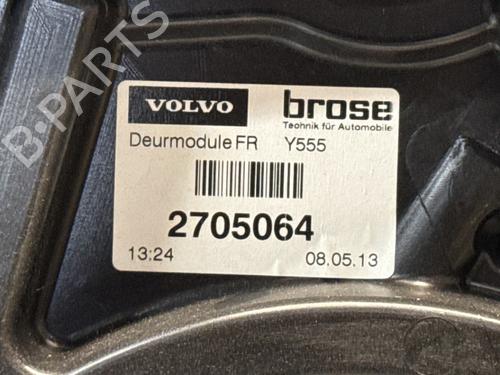 VOLVO
brose
Technik für Automobile
Deurmodule FR Y555
2705064
13:24 08.05.13
B-PARTS